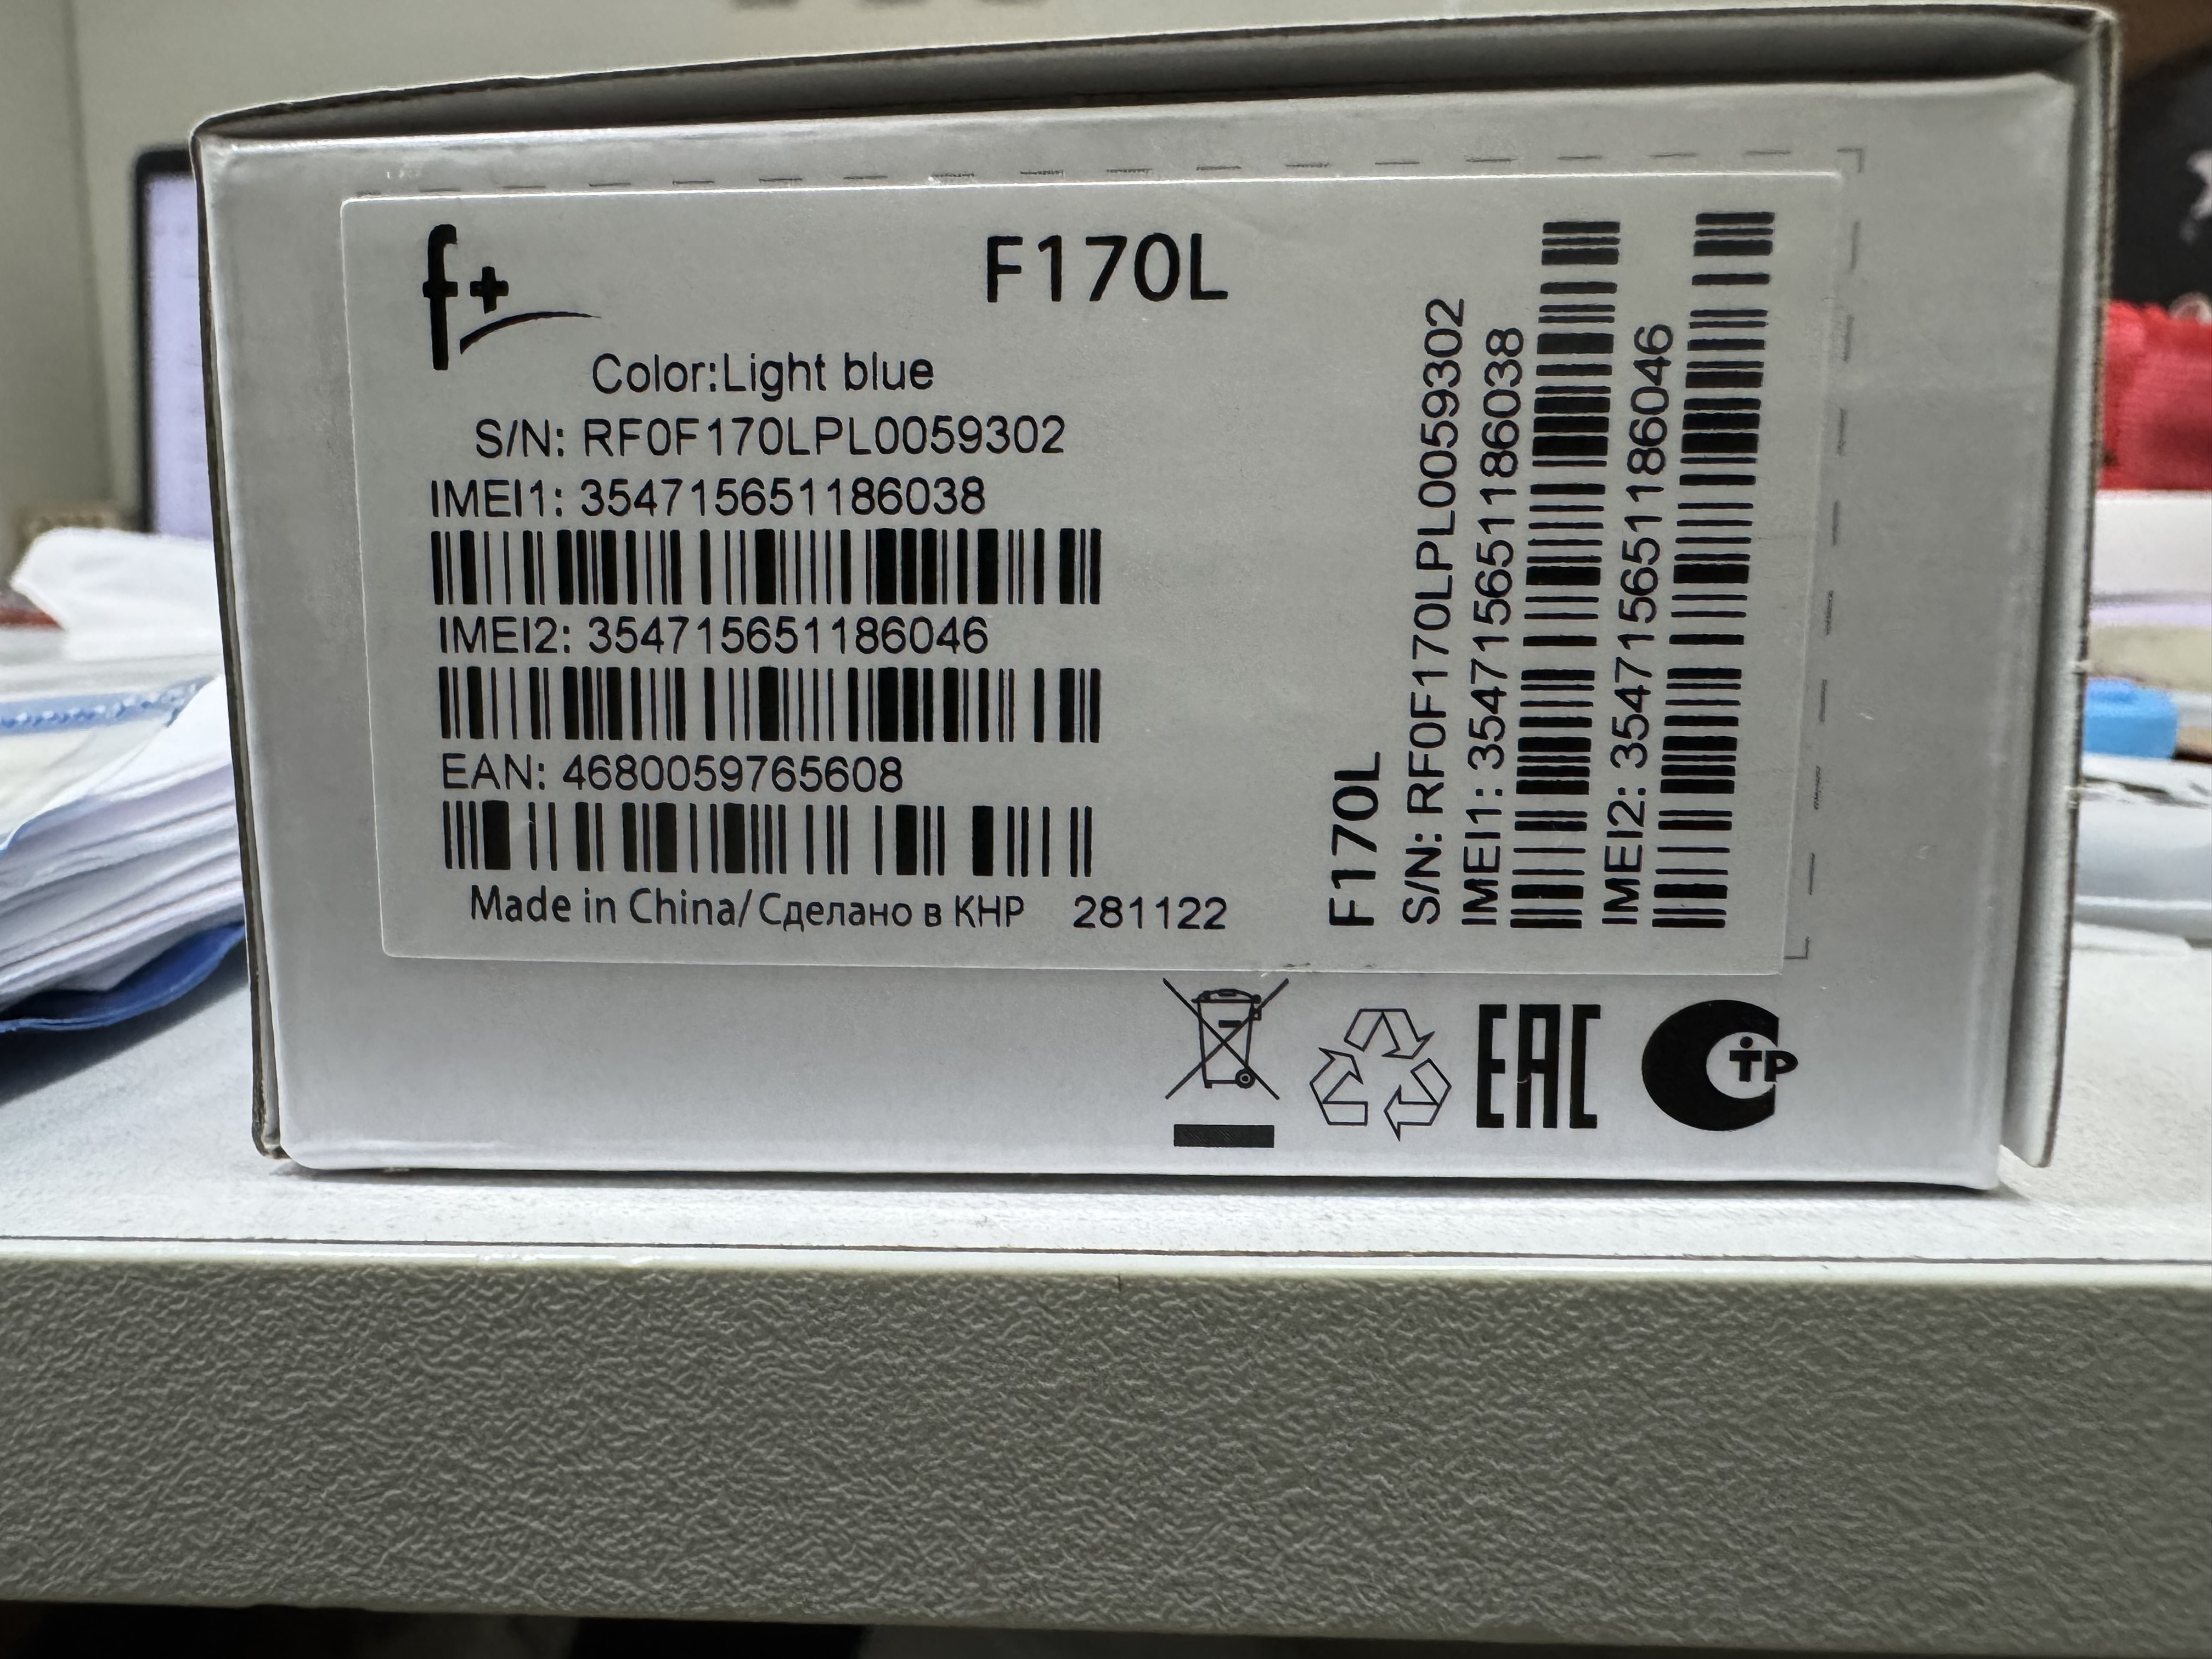 f+
F170L
Color:Light blue
S/N: RF0F170LPL0059302
IMEI1: 354715651186038
IMEI2: 354715651186046
EAN: 4680059765608
Made in China/Сделано в КНР 281122
F170L
S/N: RF0F170LPL0059302
IMEI1: 354715651186038
IMEI2: 354715651186046
EAC
СТР